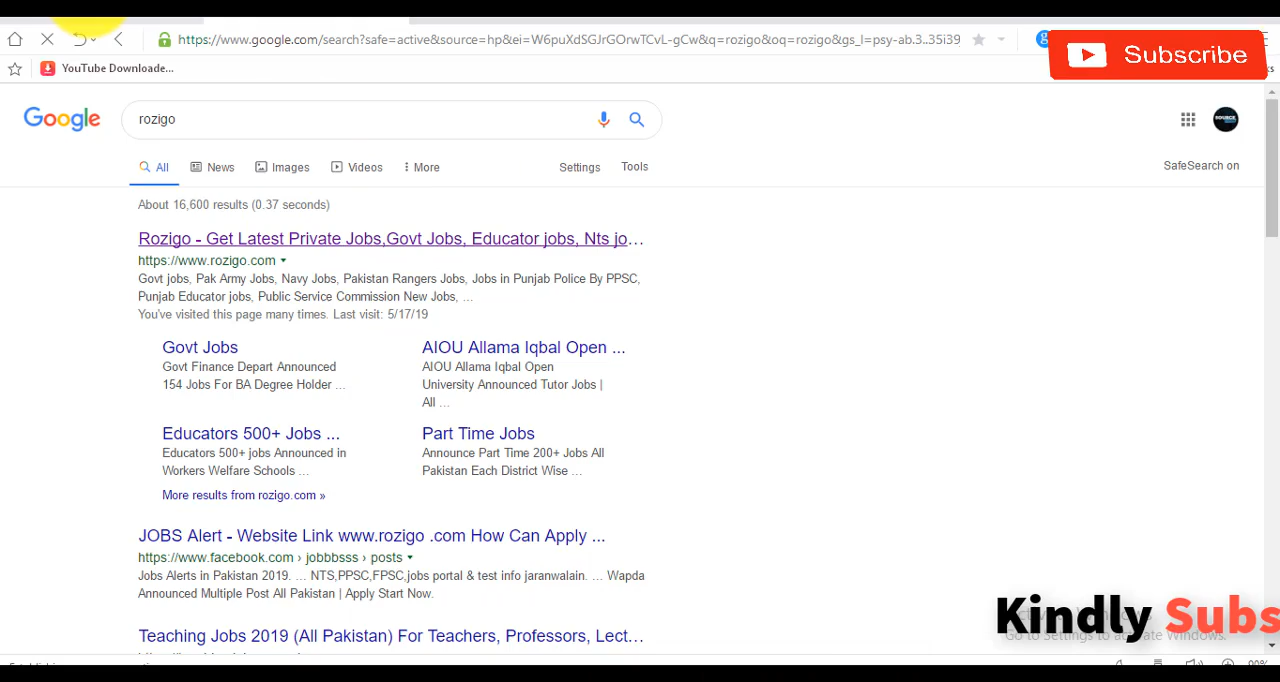 https://www.google.com/search?safe=active&source=hp&ei=W6puXdSGJrGOrwTCvL-gCw&q=rozigo&oq=rozigo&gs_l=psy-ab.3..35i39
Subscribe
YouTube Downloade...
Google
rozigo
All News Images Videos More Settings Tools
SafeSearch on
About 16,600 results (0.37 seconds)
Rozigo - Get Latest Private Jobs,Govt Jobs, Educator jobs, Nts jo...
https://www.rozigo.com
Govt jobs, Pak Army Jobs, Navy Jobs, Pakistan Rangers Jobs, Jobs in Punjab Police By PPSC,
Punjab Educator jobs, Public Service Commission New Jobs, ...
You've visited this page many times. Last visit: 5/17/19
Govt Jobs
Govt Finance Depart Announced
154 Jobs For BA Degree Holder ...
AIOU Allama Iqbal Open ...
AIOU Allama Iqbal Open
University Announced Tutor Jobs |
All ...
Educators 500+ Jobs ...
Educators 500+ jobs Announced in
Workers Welfare Schools ...
Part Time Jobs
Announce Part Time 200+ Jobs All
Pakistan Each District Wise ...
More results from rozigo.com »
JOBS Alert - Website Link www.rozigo .com How Can Apply ...
https://www.facebook.com › jobbbsss › posts
Jobs Alerts in Pakistan 2019. ... NTS,PPSC,FPSC,jobs portal & test info jaranwalain. ... Wapda
Announced Multiple Post All Pakistan | Apply Start Now.
Kindly Subs
Go to Settings to activate Windows.
Teaching Jobs 2019 (All Pakistan) For Teachers, Professors, Lect...
90%